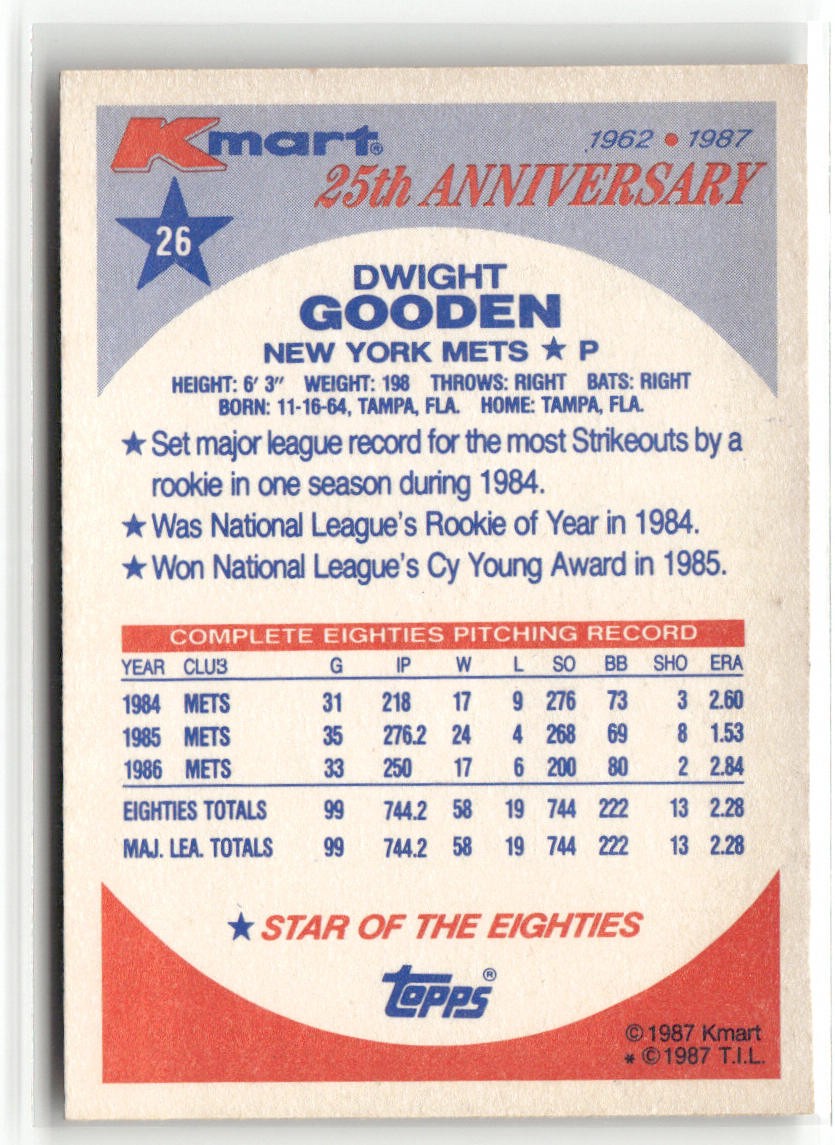 Kmart®
1962 • 1987
25th ANNIVERSARY
26
DWIGHT
GOODEN
NEW YORK METS ★ P
HEIGHT: 6' 3" WEIGHT: 198 THROWS: RIGHT BATS: RIGHT
BORN: 11-16-64, TAMPA, FLA. HOME: TAMPA, FLA.
★ Set major league record for the most Strikeouts by a
rookie in one season during 1984.
★ Was National League's Rookie of Year in 1984.
★ Won National League's Cy Young Award in 1985.
COMPLETE EIGHTIES PITCHING RECORD
YEAR CLUB G IP W L SO BB SHO ERA
1984 METS 31 218 17 9 276 73 3 2.60
1985 METS 35 276.2 24 4 268 69 8 1.53
1986 METS 33 250 17 6 200 80 2 2.84
EIGHTIES TOTALS 99 744.2 58 19 744 222 13 2.28
MAJ. LEA. TOTALS 99 744.2 58 19 744 222 13 2.28
★ STAR OF THE EIGHTIES
topps®
© 1987 Kmart
* © 1987 T.I.L.